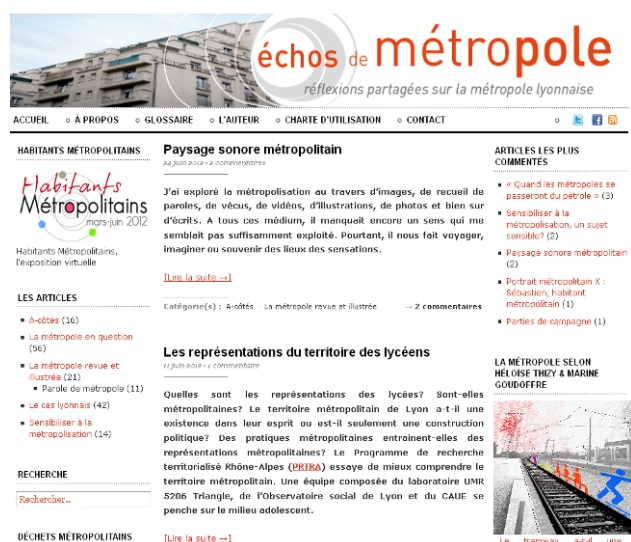 échos de métropole
réflexions partagées sur la métropole lyonnaise
ACCUEIL
À PROPOS
GLOSSAIRE
L'AUTEUR
CHARTE D'UTILISATION
CONTACT
HABITANTS MÉTROPOLITAINS
Habitants
Métropolitains
mars-juin 2012
Habitants Métropolitains,
l'exposition virtuelle
LES ARTICLES
A-côtés (16)
La métropole en question
(56)
La métropole revue et
illustrée (21)
Parole de métropole (11)
Le cas lyonnais (42)
Sensibiliser à la
métropolisation (14)
RECHERCHE
Rechercher..
DÉCHETS MÉTROPOLITAINS
Paysage sonore métropolitain
24 juin 2012 - 2 commentaires
J'ai exploré la métropolisation au travers d'images, de recueil de
paroles, de vécus, de vidéos, d'illustrations, de photos et bien sur
d'écrits. A tous ces médium, il manquait encore un sens qui me
semblait pas suffisamment exploité. Pourtant, il nous fait voyager,
imaginer ou souvenir des lieux des sensations.
[Lire la suite →]
Catégorie(s) : A-côtés - La métropole revue et illustrée → 2 commentaires
Les représentations du territoire des lycéens
11 juin 2012 - 1 commentaire
Quelles sont les représentations des lycées? Sont-elles
métropolitaines? Le territoire métropolitain de Lyon a-t-il une
existence dans leur esprit ou est-il seulement une construction
politique? Des pratiques métropolitaines entrainent-elles des
représentations métropolitaines? Le Programme de recherche
territorialisé Rhône-Alpes (PRTRA) essaye de mieux comprendre le
territoire métropolitain. Une équipe composée du laboratoire UMR
5206 Triangle, de l'Observatoire social de Lyon et du CAUE se
penche sur le milieu adolescent.
[Lire la suite →]
ARTICLES LES PLUS
COMMENTÉS
« Quand les métropoles se
passeront du pétrole » (3)
Sensibiliser à la
métropolisation, un sujet
sensible? (2)
Paysage sonore métropolitain
(2)
Portrait métropolitain X :
Sébastien, habitant
métropolitain (1)
Parties de campagne (1)
LA MÉTROPOLE SELON
HÉLOÏSE THIZY & MARINE
GOUDOFFRE
Le tramway a-t-il une